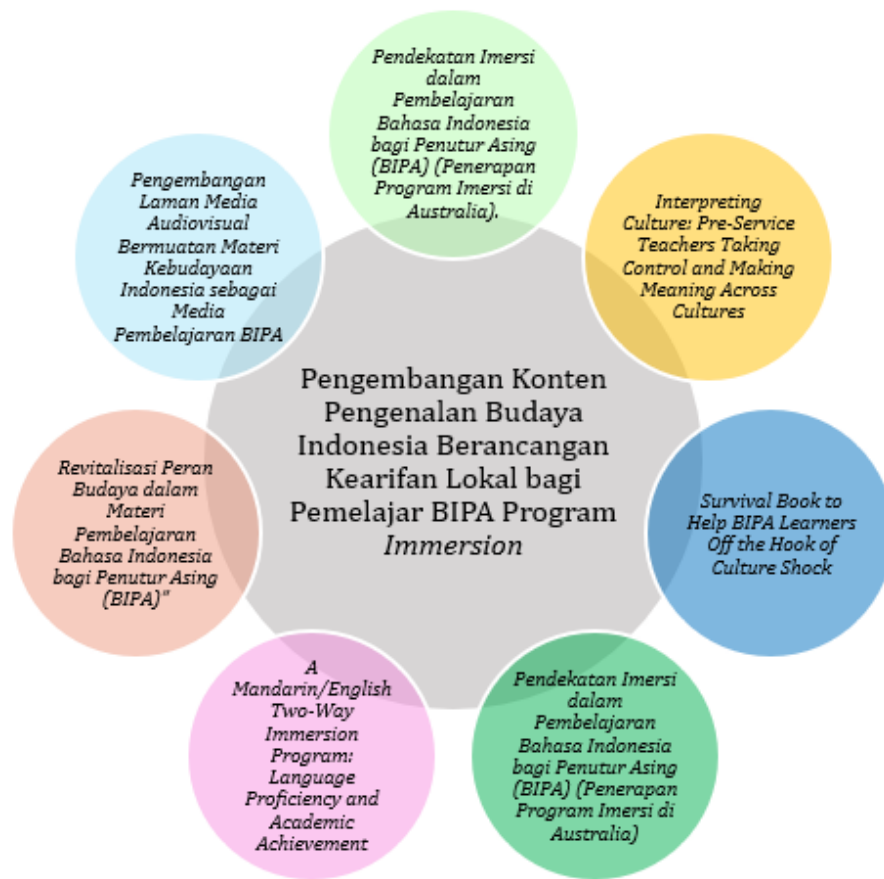 Pendekatan Imersi
dalam
Pembelajaran
Bahasa Indonesia
bagi Penutur Asing
(BIPA) (Penerapan
Program Imersi di
Australia).
Interpreting
Culture: Pre-Service
Teachers Taking
Control and Making
Meaning Across
Cultures
Survival Book to
Help BIPA Learners
Off the Hook of
Culture Shock
Pendekatan Imersi
dalam
Pembelajaran
Bahasa Indonesia
bagi Penutur Asing
(BIPA) (Penerapan
Program Imersi di
Australia)
A
Mandarin/English
Two-Way
Immersion
Program:
Language
Proficiency and
Academic
Achievement
Revitalisasi Peran
Budaya dalam
Materi
Pembelajaran
Bahasa Indonesia
bagi Penutur Asing
(BIPA)"
Pengembangan
Laman Media
Audiovisual
Bermuatan Materi
Kebudayaan
Indonesia sebagai
Media
Pembelajaran BIPA
Pengembangan Konten
Pengenalan Budaya
Indonesia Berancangan
Kearifan Lokal bagi
Pemelajar BIPA Program
Immersion